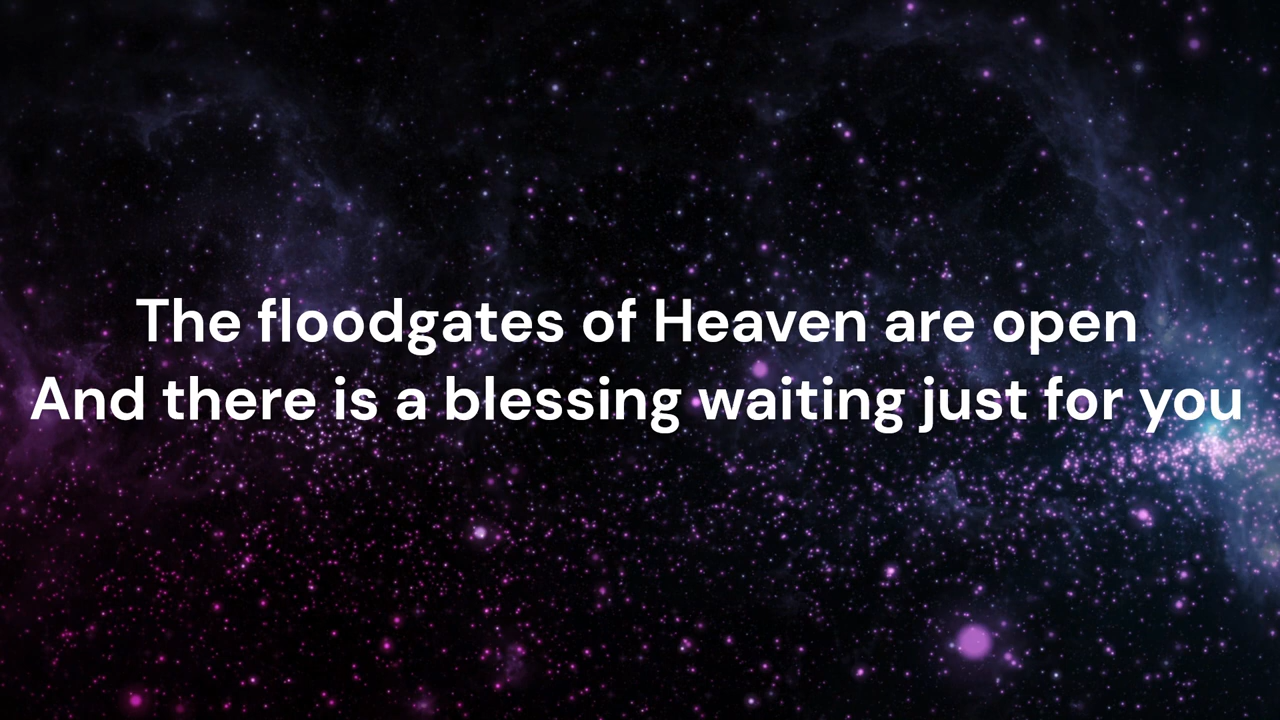 The floodgates of Heaven are open
And there is a blessing waiting just for you